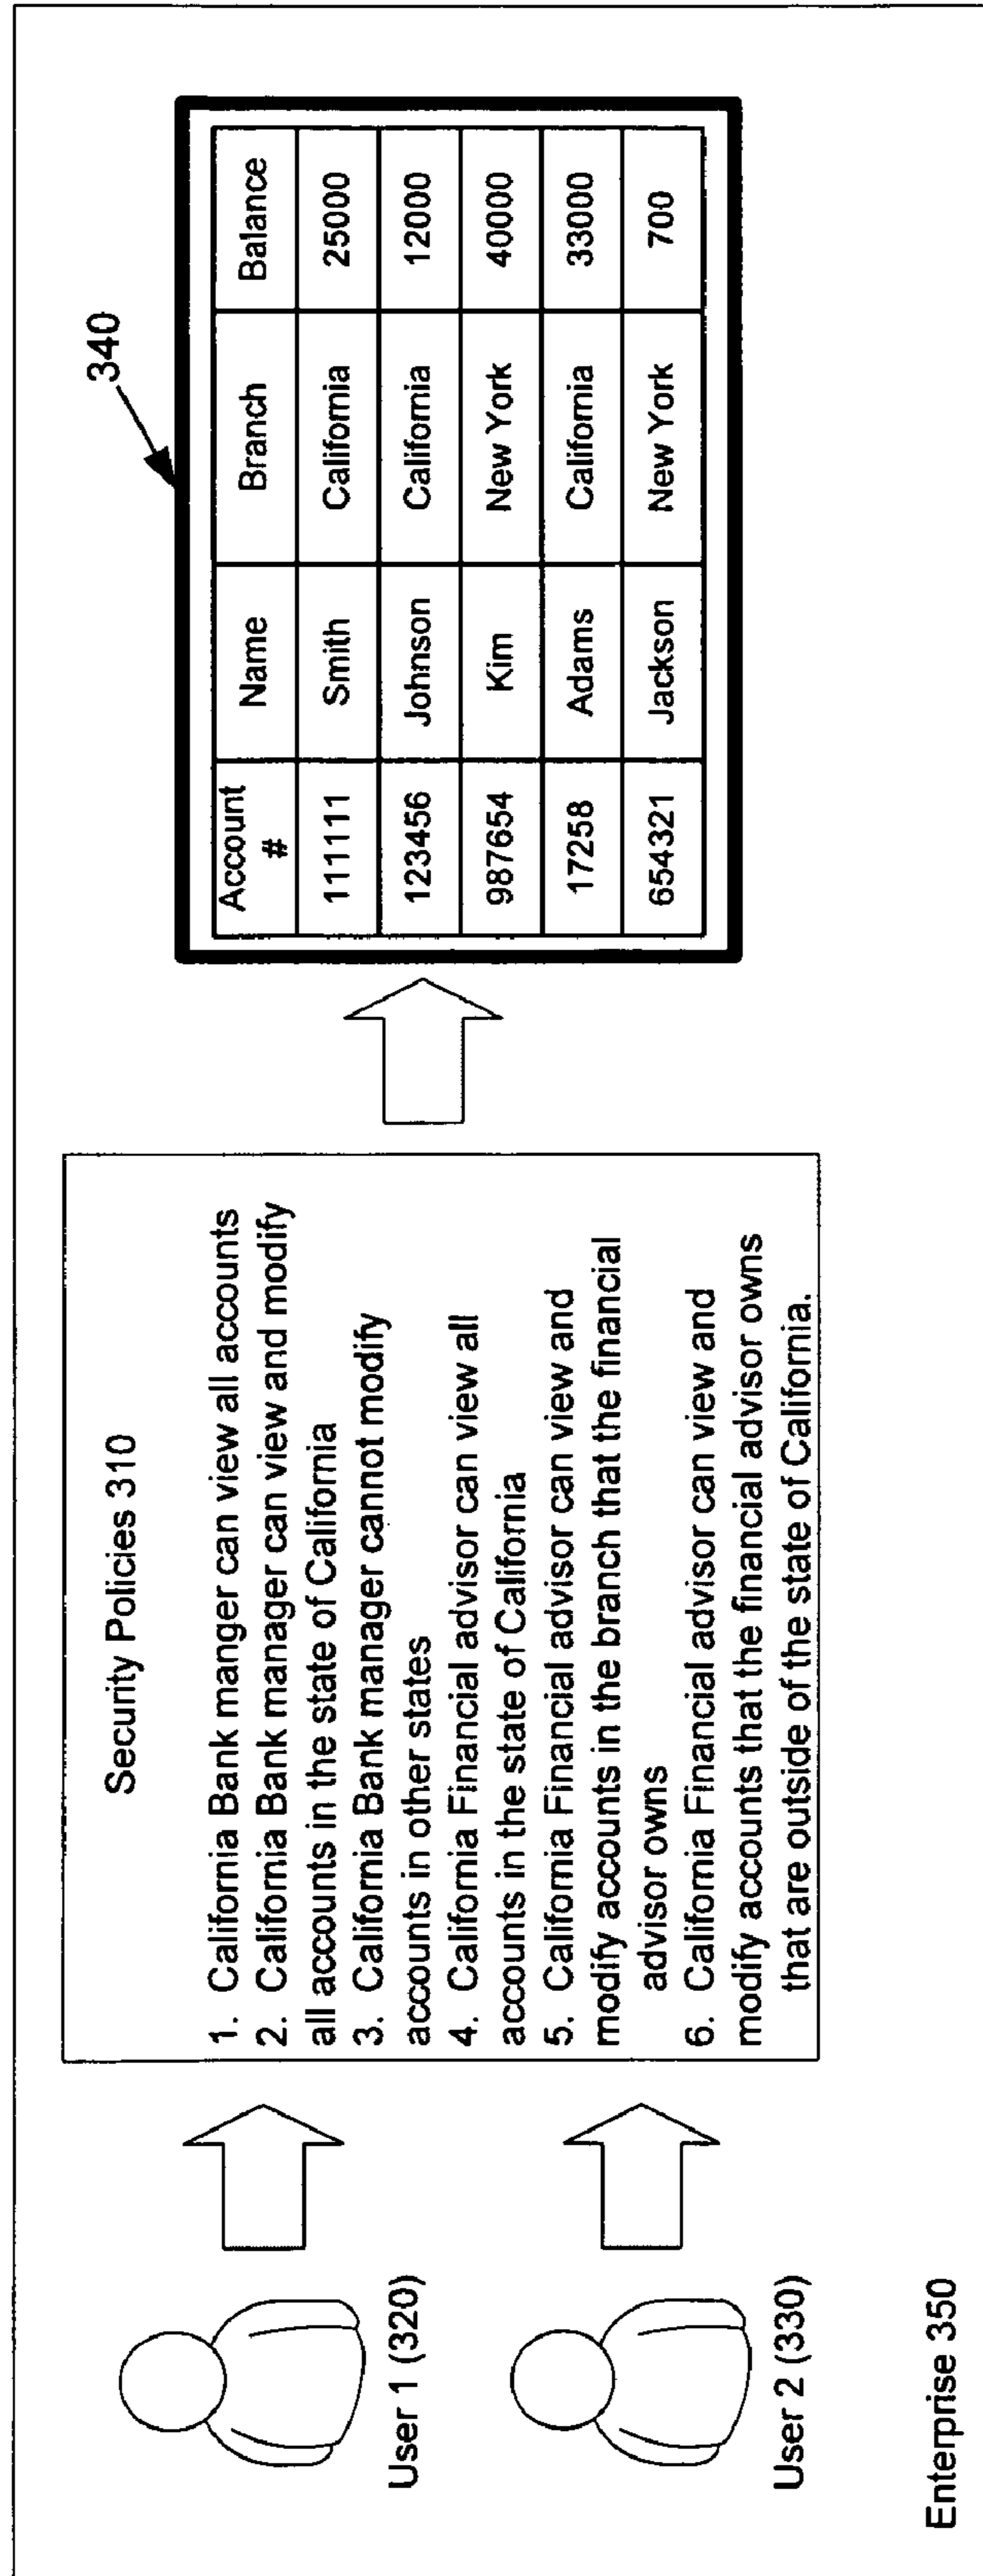 Security Policies 310
1. California Bank manger can view all accounts
2. California Bank manager can view and modify
all accounts in the state of California
3. California Bank manager cannot modify
accounts in other states
4. California Financial advisor can view all
accounts in the state of California
5. California Financial advisor can view and
modify accounts in the branch that the financial
advisor owns
6. California Financial advisor can view and
modify accounts that the financial advisor owns
that are outside of the state of California.
User 1 (320)
User 2 (330)
340
Account # Name Branch Balance
111111 Smith California 25000
123456 Johnson California 12000
987654 Kim New York 40000
17258 Adams California 33000
654321 Jackson New York 700
Enterprise 350